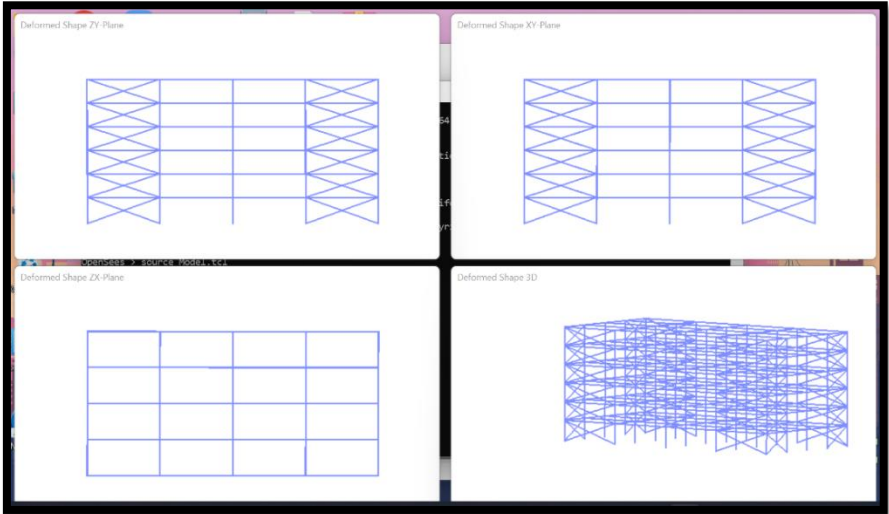 Deformed Shape ZY-Plane
Deformed Shape XY-Plane
64
OpenSees > source Model.tcl
Deformed Shape ZX-Plane
Deformed Shape 3D